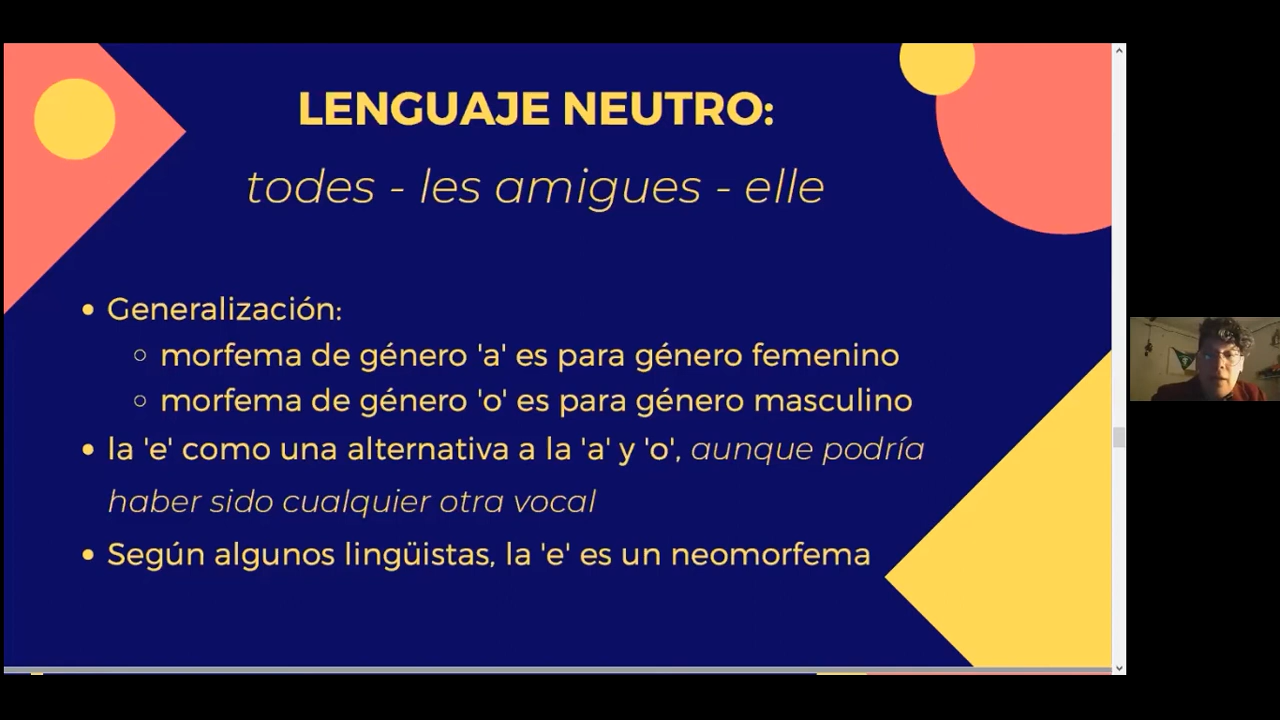 LENGUAJE NEUTRO:
todes - les amigues - elle
• Generalización:
○ morfema de género 'a' es para género femenino
○ morfema de género 'o' es para género masculino
• la 'e' como una alternativa a la 'a' y 'o', aunque podría
haber sido cualquier otra vocal
• Según algunos lingüistas, la 'e' es un neomorfema